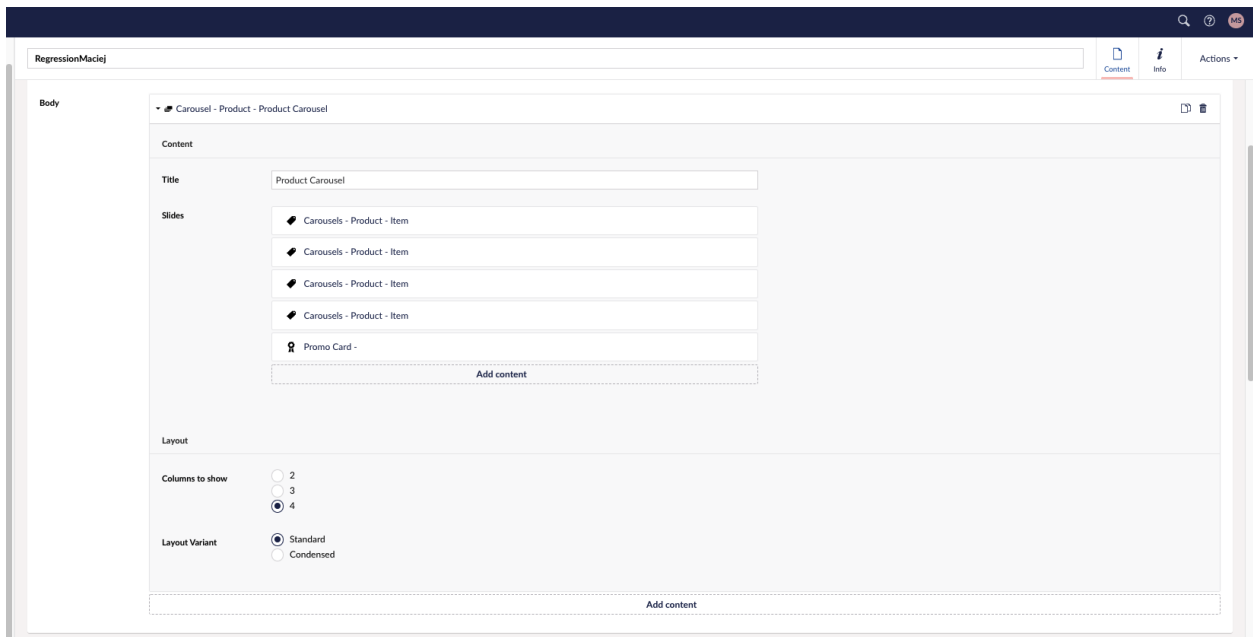 MS
RegressionMaciej
Content
i
Info
Actions
Body
Carousel - Product - Product Carousel
Content
Title
Product Carousel
Slides
Carousels - Product - Item
Carousels - Product - Item
Carousels - Product - Item
Carousels - Product - Item
Promo Card -
Add content
Layout
Columns to show
2
3
4
Layout Variant
Standard
Condensed
Add content